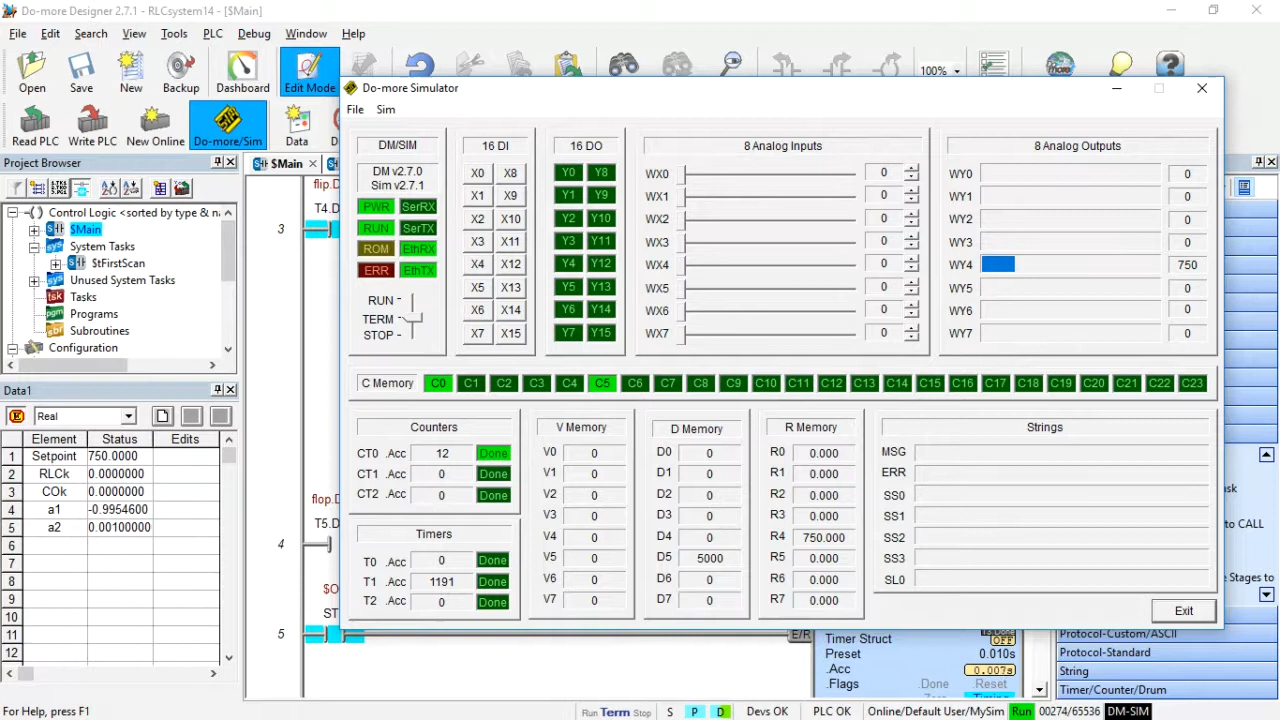 Do-more Designer 2.7.1 - RLCsystem14 - [$Main]
File Edit Search View Tools PLC Debug Window Help
Open Save New Backup Dashboard Edit Mode 100%
Read PLC Write PLC New Online Do-more/Sim Data
Project Browser
$Main
Control Logic <sorted by type & n
$Main
System Tasks
$tFirstScan
Unused System Tasks
Tasks
Programs
Subroutines
Configuration
Data1
Real
Element Status Edits
1 Setpoint 750.0000
2 RLCk 0.0000000
3 COk 0.0000000
4 a1 -0.9954600
5 a2 0.00100000
6
7
8
9
10
11
12
flip.D
T4.D
3
flop.D
T5.D
4
$O
ST
5
E/R
Do-more Simulator
File Sim
DM/SIM
DM v2.7.0
Sim v2.7.1
PWR SerRX
RUN SerTX
ROM EthRX
ERR EthTX
RUN
TERM
STOP
16 DI
X0 X8
X1 X9
X2 X10
X3 X11
X4 X12
X5 X13
X6 X14
X7 X15
16 DO
Y0 Y8
Y1 Y9
Y2 Y10
Y3 Y11
Y4 Y12
Y5 Y13
Y6 Y14
Y7 Y15
8 Analog Inputs
WX0 0
WX1 0
WX2 0
WX3 0
WX4 0
WX5 0
WX6 0
WX7 0
8 Analog Outputs
WY0 0
WY1 0
WY2 0
WY3 0
WY4 750
WY5 0
WY6 0
WY7 0
C Memory C0 C1 C2 C3 C4 C5 C6 C7 C8 C9 C10 C11 C12 C13 C14 C15 C16 C17 C18 C19 C20 C21 C22 C23
Counters
CT0 .Acc 12 Done
CT1 .Acc 0 Done
CT2 .Acc 0 Done
Timers
T0 .Acc 0 Done
T1 .Acc 1191 Done
T2 .Acc 0 Done
V Memory
V0 0
V1 0
V2 0
V3 0
V4 0
V5 0
V6 0
V7 0
D Memory
D0 0
D1 0
D2 0
D3 0
D4 0
D5 5000
D6 0
D7 0
R Memory
R0 0.000
R1 0.000
R2 0.000
R3 0.000
R4 750.000
R5 0.000
R6 0.000
R7 0.000
Strings
MSG
ERR
SS0
SS1
SS2
SS3
SL0
Exit
Timer Struct
OFF
Preset 0.010s
.Acc 0.007s
.Flags .Done Reset
Timing
sk
to CALL
e Stages to
Protocol-Custom/ASCII
Protocol-Standard
String
Timer/Counter/Drum
For Help, press F1
Run Term Stop S P D Devs OK PLC OK Online/Default User/MySim Run 00274/65536 DM-SIM